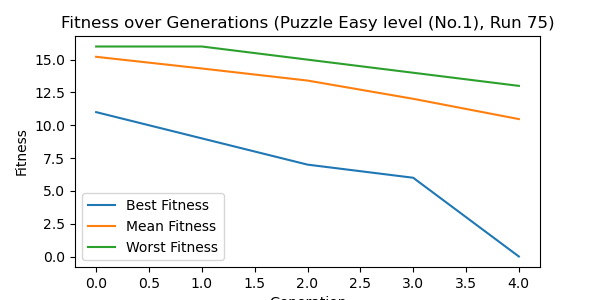 Fitness over Generations (Puzzle Easy level (No.1), Run 75)
Fitness
15.0
12.5
10.0
7.5
5.0
2.5
0.0
Best Fitness
Mean Fitness
Worst Fitness
0.0 0.5 1.0 1.5 2.0 2.5 3.0 3.5 4.0
Generation